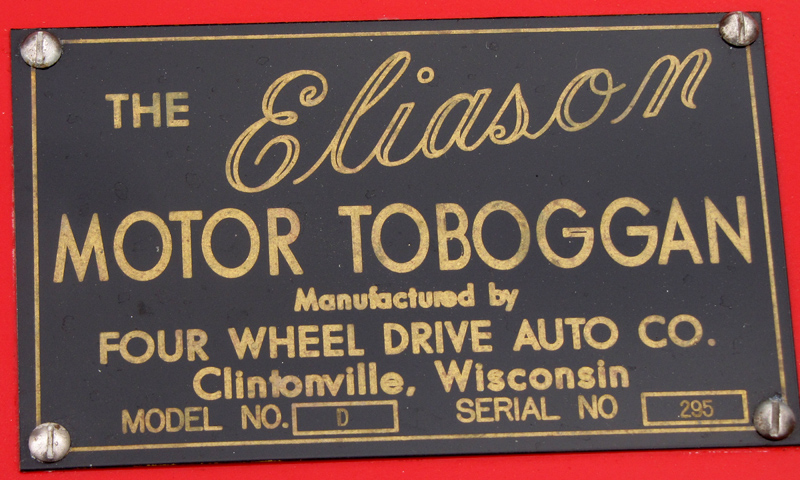 THE Eliason
MOTOR TOBOGGAN
Manufactured by
FOUR WHEEL DRIVE AUTO CO.
Clintonville, Wisconsin
MODEL NO. D SERIAL NO 295